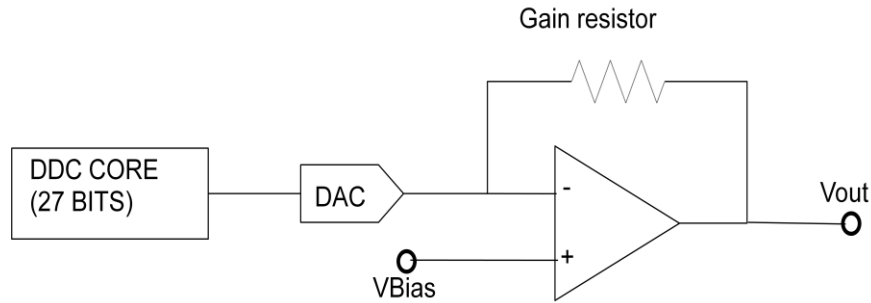 Gain resistor
DDC CORE
(27 BITS)
DAC
-
+
Vout
VBias